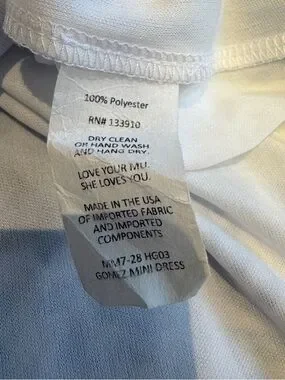 100% Polyester
RN# 133910
DRY CLEAN
OR HAND WASH
AND HANG DRY.
LOVE YOUR MU.
SHE LOVES YOU.
MADE IN THE USA
OF IMPORTED FABRIC
AND IMPORTED
COMPONENTS
MM7-28 HG03
GOMEZ MINI DRESS